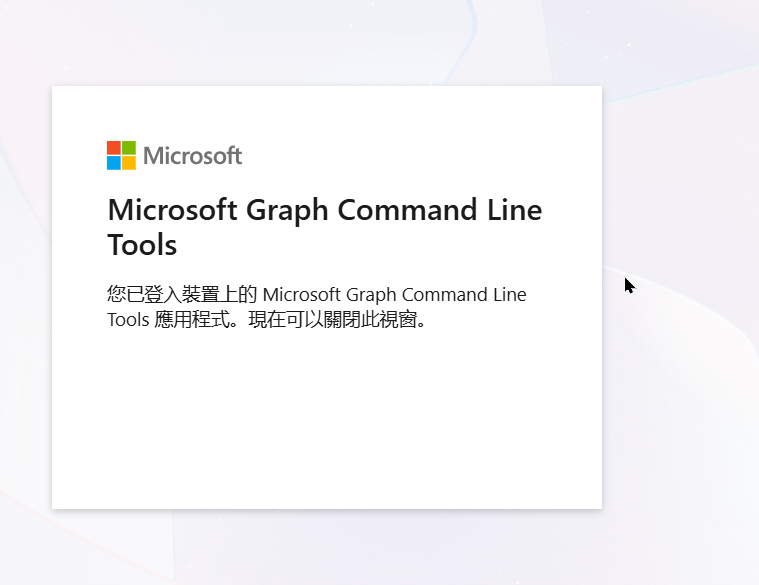 Microsoft
Microsoft Graph Command Line
Tools
您已登入裝置上的 Microsoft Graph Command Line
Tools 應用程式。現在可以關閉此視窗。